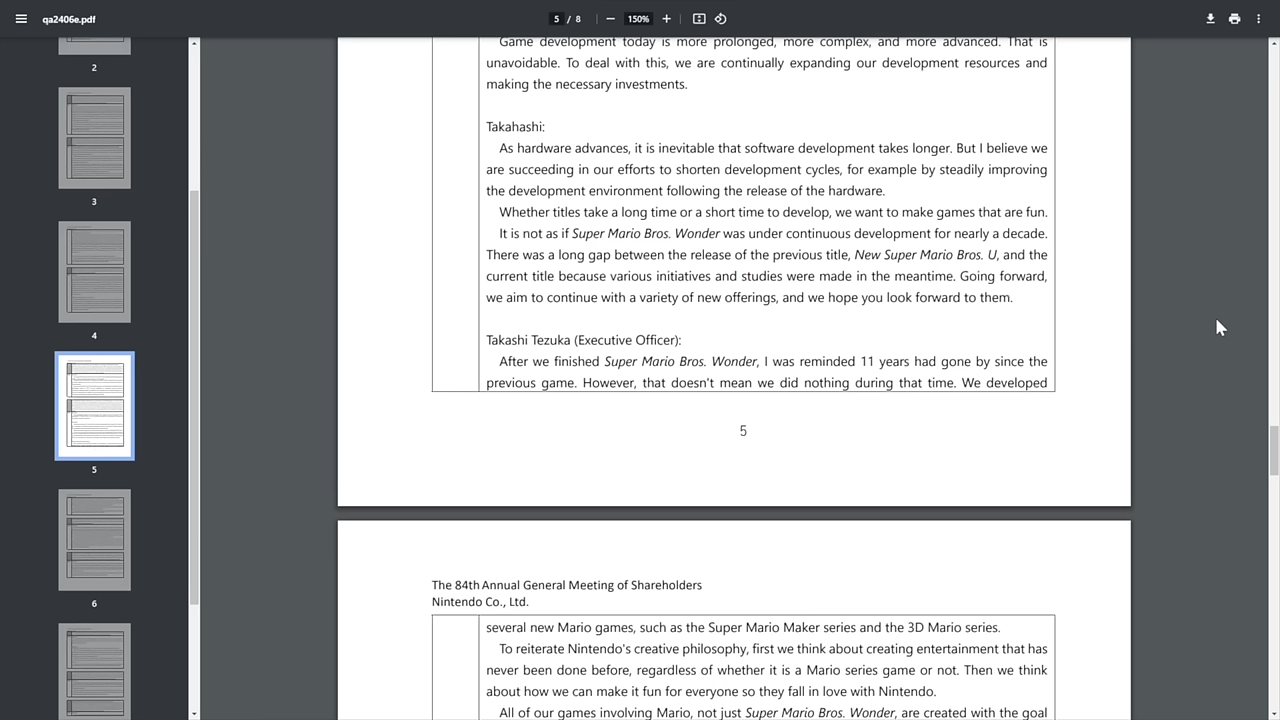 qa2406e.pdf
5 / 8
150%
2
3
4
5
6
Game development today is more prolonged, more complex, and more advanced. That is
unavoidable. To deal with this, we are continually expanding our development resources and
making the necessary investments.
Takahashi:
As hardware advances, it is inevitable that software development takes longer. But I believe we
are succeeding in our efforts to shorten development cycles, for example by steadily improving
the development environment following the release of the hardware.
Whether titles take a long time or a short time to develop, we want to make games that are fun.
It is not as if Super Mario Bros. Wonder was under continuous development for nearly a decade.
There was a long gap between the release of the previous title, New Super Mario Bros. U, and the
current title because various initiatives and studies were made in the meantime. Going forward,
we aim to continue with a variety of new offerings, and we hope you look forward to them.
Takashi Tezuka (Executive Officer):
After we finished Super Mario Bros. Wonder, I was reminded 11 years had gone by since the
previous game. However, that doesn't mean we did nothing during that time. We developed
5
The 84th Annual General Meeting of Shareholders
Nintendo Co., Ltd.
several new Mario games, such as the Super Mario Maker series and the 3D Mario series.
To reiterate Nintendo's creative philosophy, first we think about creating entertainment that has
never been done before, regardless of whether it is a Mario series game or not. Then we think
about how we can make it fun for everyone so they fall in love with Nintendo.
All of our games involving Mario, not just Super Mario Bros. Wonder, are created with the goal